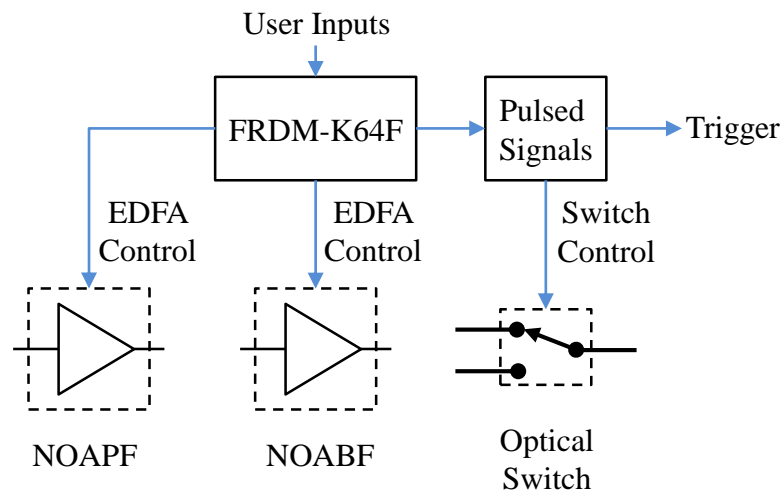 User Inputs
FRDM-K64F
Pulsed
Signals
Trigger
EDFA
Control
EDFA
Control
Switch
Control
NOAPF
NOABF
Optical
Switch